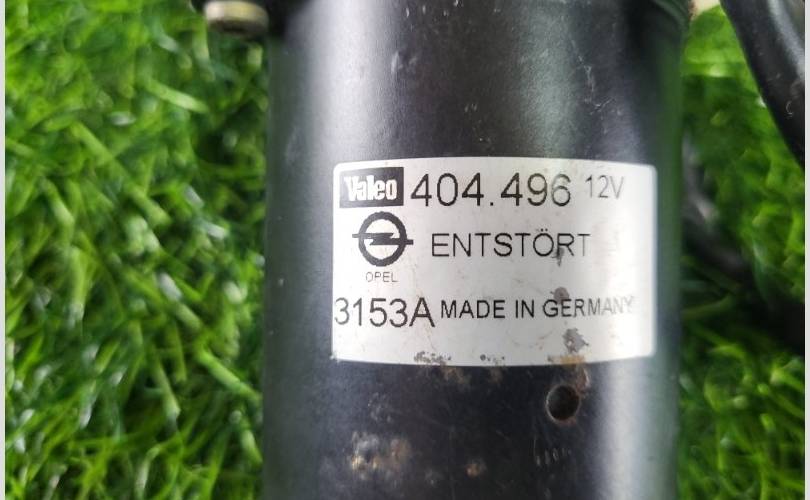 Valeo 404.496 12V
ENTSTÖRT
OPEL
3153A MADE IN GERMANY